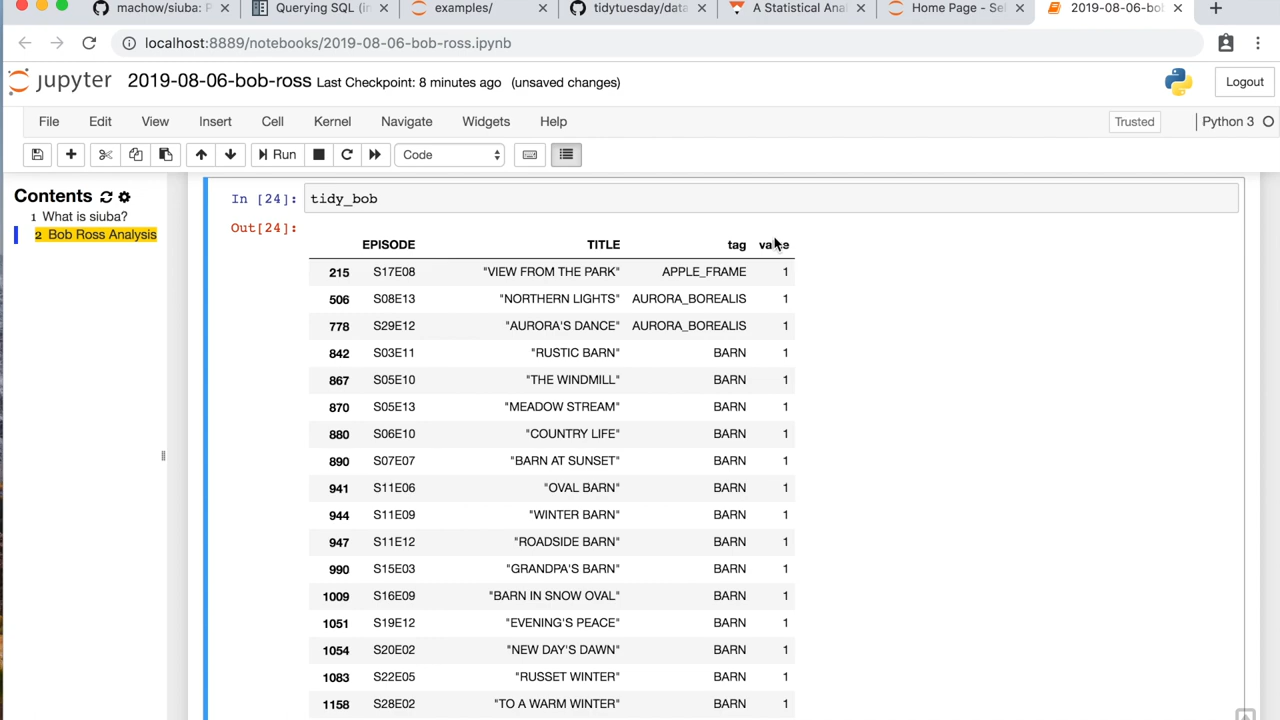 machow/siuba: P
Querying SQL (in
examples/
tidytuesday/data
A Statistical Ana
Home Page - Sel
2019-08-06-bob
localhost:8889/notebooks/2019-08-06-bob-ross.ipynb
jupyter 2019-08-06-bob-ross Last Checkpoint: 8 minutes ago (unsaved changes)
Logout
File Edit View Insert Cell Kernel Navigate Widgets Help
Trusted
Python 3
Run
Code
Contents
1 What is siuba?
2 Bob Ross Analysis
In [24]: tidy_bob
Out[24]:
EPISODE TITLE tag
215 S17E08 "VIEW FROM THE PARK" APPLE_FRAME 1
506 S08E13 "NORTHERN LIGHTS" AURORA_BOREALIS 1
778 S29E12 "AURORA'S DANCE" AURORA_BOREALIS 1
842 S03E11 "RUSTIC BARN" BARN 1
867 S05E10 "THE WINDMILL" BARN 1
870 S05E13 "MEADOW STREAM" BARN 1
880 S06E10 "COUNTRY LIFE" BARN 1
890 S07E07 "BARN AT SUNSET" BARN 1
941 S11E06 "OVAL BARN" BARN 1
944 S11E09 "WINTER BARN" BARN 1
947 S11E12 "ROADSIDE BARN" BARN 1
990 S15E03 "GRANDPA'S BARN" BARN 1
1009 S16E09 "BARN IN SNOW OVAL" BARN 1
1051 S19E12 "EVENING'S PEACE" BARN 1
1054 S20E02 "NEW DAY'S DAWN" BARN 1
1083 S22E05 "RUSSET WINTER" BARN 1
1158 S28E02 "TO A WARM WINTER" BARN 1